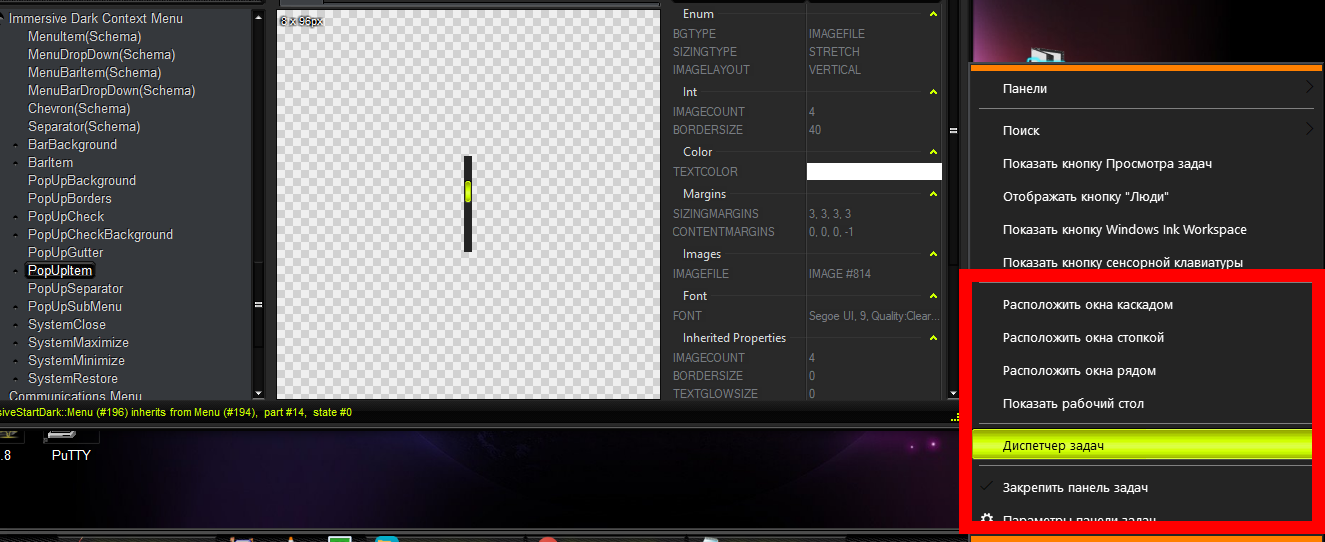 Immersive Dark Context Menu
MenuItem(Schema)
MenuDropDown(Schema)
MenuBarItem(Schema)
MenuBarDropDown(Schema)
Chevron(Schema)
Separator(Schema)
BarBackground
BarItem
PopUpBackground
PopUpBorders
PopUpCheck
PopUpCheckBackground
PopUpGutter
PopUpItem
PopUpSeparator
PopUpSubMenu
SystemClose
SystemMaximize
SystemMinimize
SystemRestore
Communications Menu
8 x 96px
Enum
BGTYPE IMAGEFILE
SIZINGTYPE STRETCH
IMAGELAYOUT VERTICAL
Int
IMAGECOUNT 4
BORDERSIZE 40
Color
TEXTCOLOR
Margins
SIZINGMARGINS 3, 3, 3, 3
CONTENTMARGINS 0, 0, 0, -1
Images
IMAGEFILE IMAGE #814
Font
FONT Segoe UI, 9, Quality:Clear...
Inherited Properties
IMAGECOUNT 4
BORDERSIZE 0
TEXTGLOWSIZE 0
siveStartDark::Menu (#196) inherits from Menu (#194), part #14, state #0
.8
PuTTY
Панели
Поиск
Показать кнопку Просмотра задач
Отображать кнопку "Люди"
Показать кнопку Windows Ink Workspace
Показать кнопку сенсорной клавиатуры
Расположить окна каскадом
Расположить окна стопкой
Расположить окна рядом
Показать рабочий стол
Диспетчер задач
Закрепить панель задач
Параметры панели задач